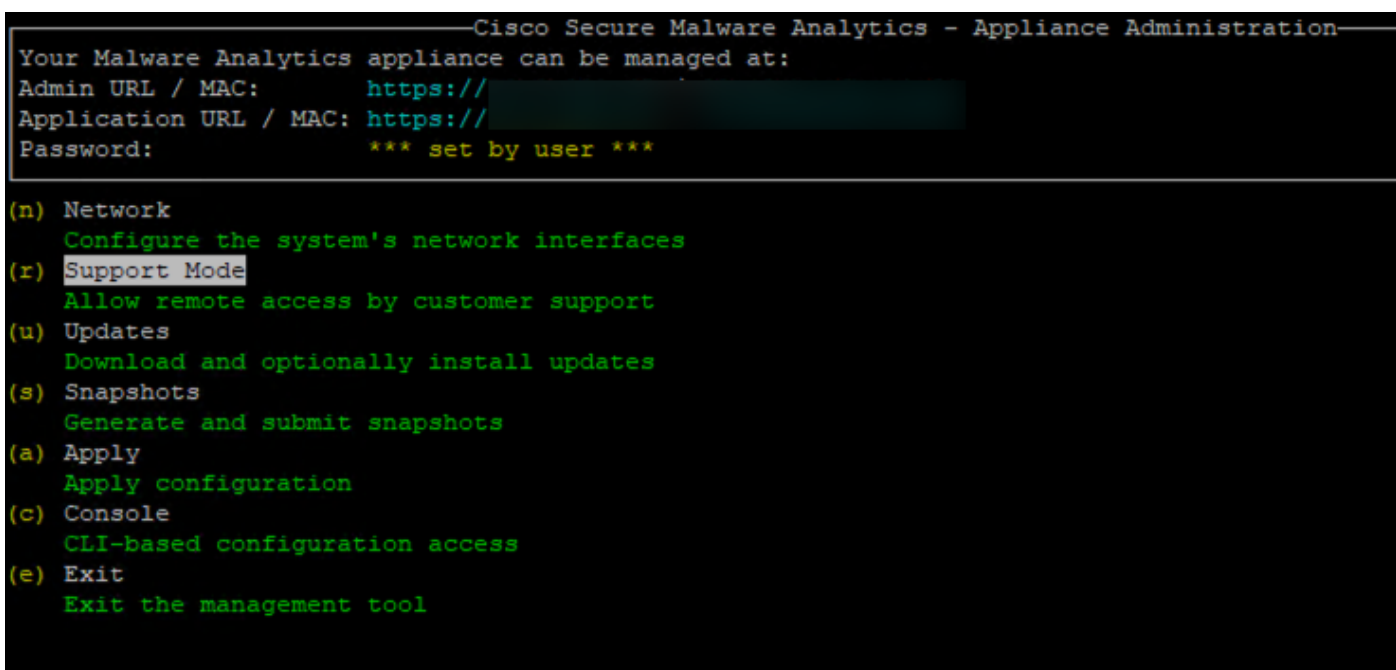 Cisco Secure Malware Analytics - Appliance Administration
Your Malware Analytics appliance can be managed at:
Admin URL / MAC: https://
Application URL / MAC: https://
Password: *** set by user ***
(n) Network
Configure the system's network interfaces
(r) Support Mode
Allow remote access by customer support
(u) Updates
Download and optionally install updates
(s) Snapshots
Generate and submit snapshots
(a) Apply
Apply configuration
(c) Console
CLI-based configuration access
(e) Exit
Exit the management tool